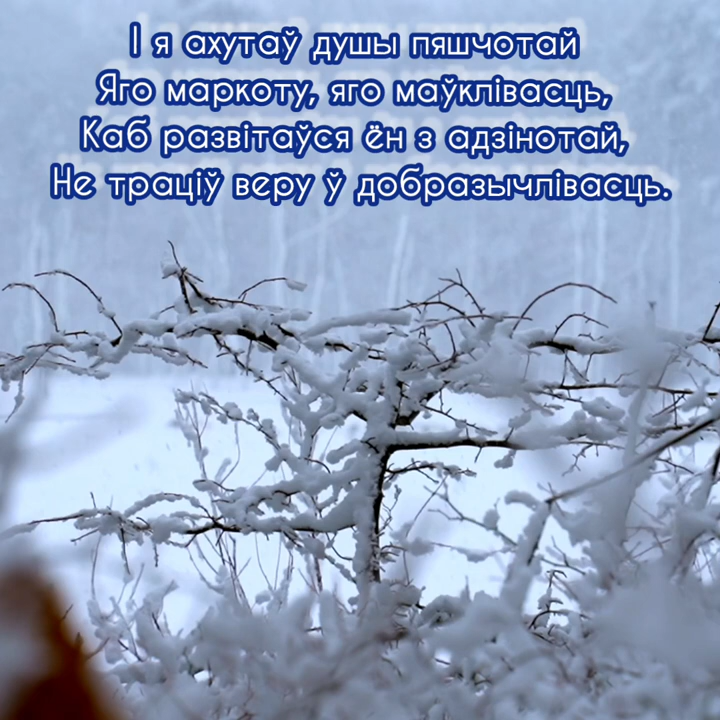 І я ахутаў душы пяшчотай
Яго маркоту, яго маўклівасць,
Каб развітаўся ён з адзінотай,
Не траціў веру ў добразычлівасць.